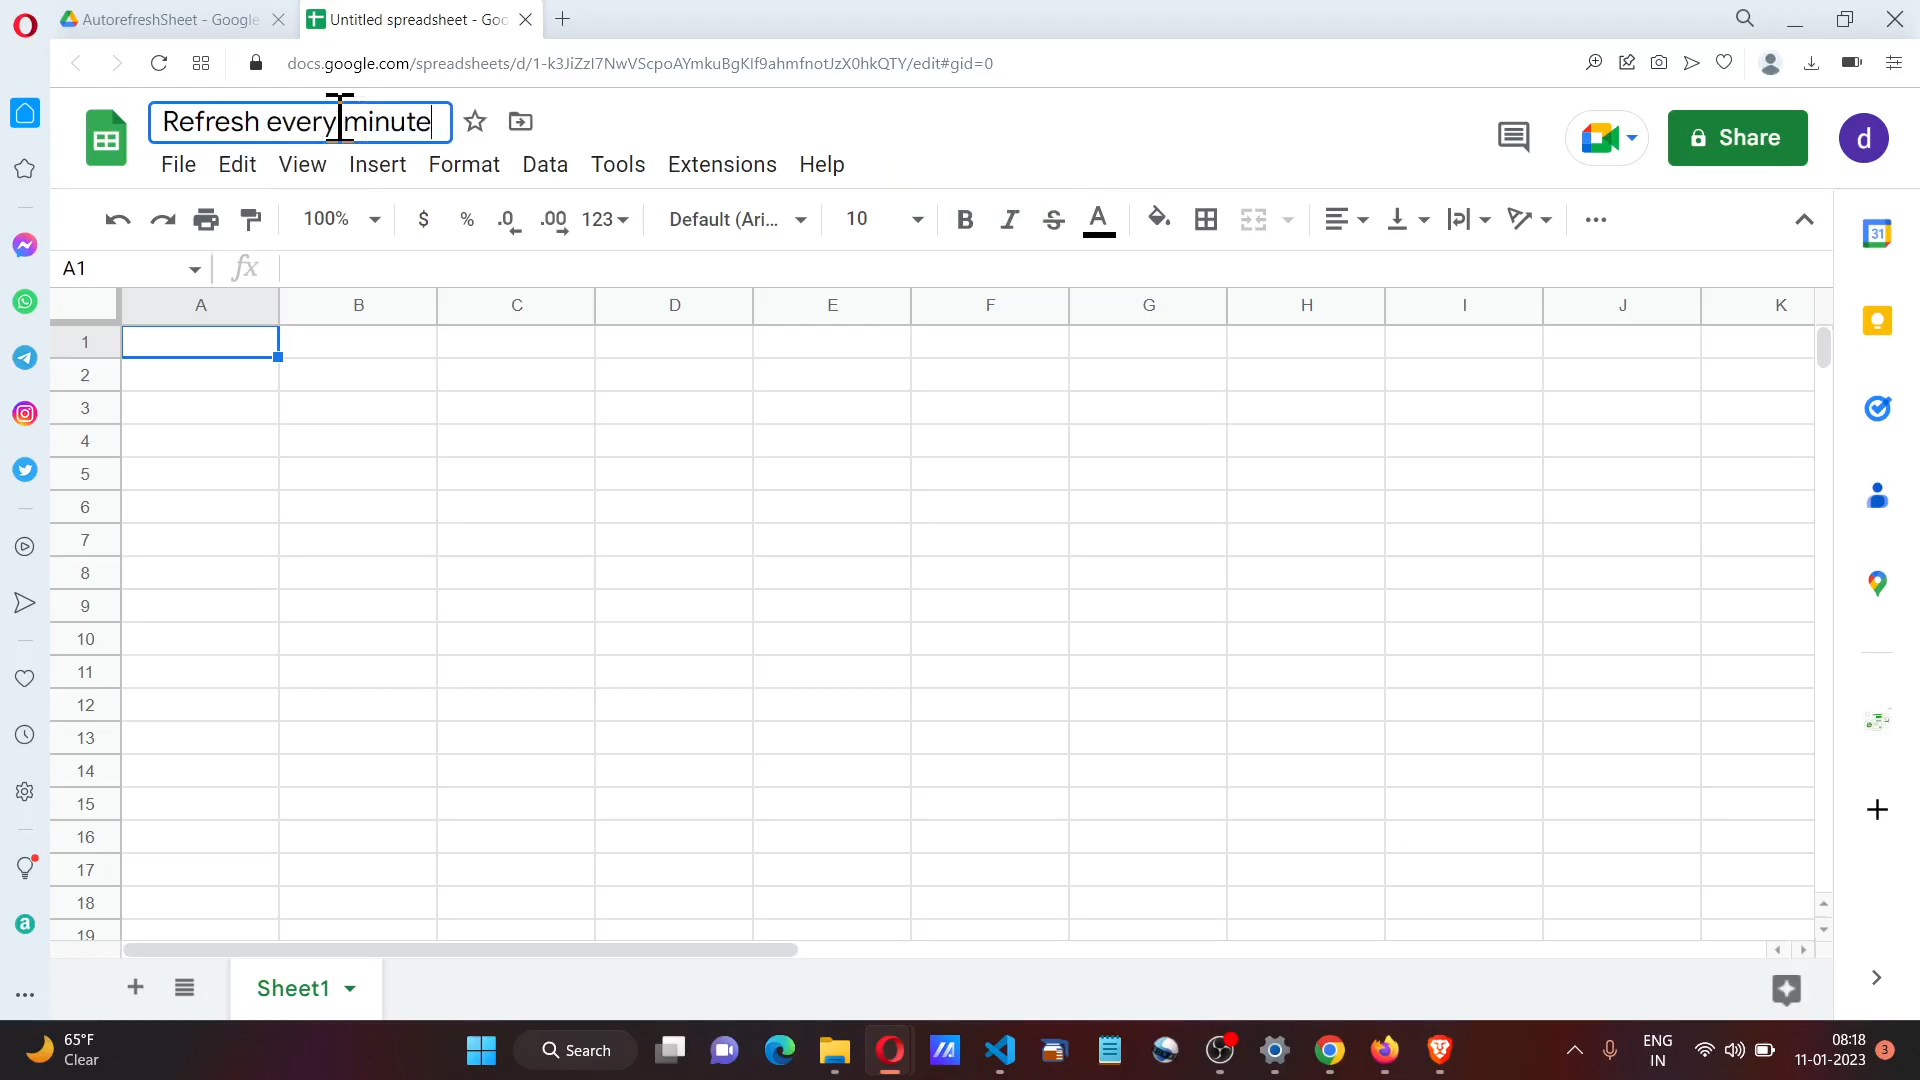 AutorefreshSheet - Google
Untitled spreadsheet - Goo
docs.google.com/spreadsheets/d/1-k3JiZzI7NwVScpoAYmkuBgKIf9ahmfnotJzX0hkQTY/edit#gid=0
Refresh every minute
Share
d
File Edit View Insert Format Data Tools Extensions Help
100% $ % .0 .00 123 Default (Ari... 10 B I S A
31
A1 fx
A B C D E F G H I J K
1
2
3
4
5
6
7
8
9
10
11
12
13
14
15
16
17
18
19
a
Sheet1
65°F
Clear
Search
ENG
IN
08:18
11-01-2023
3